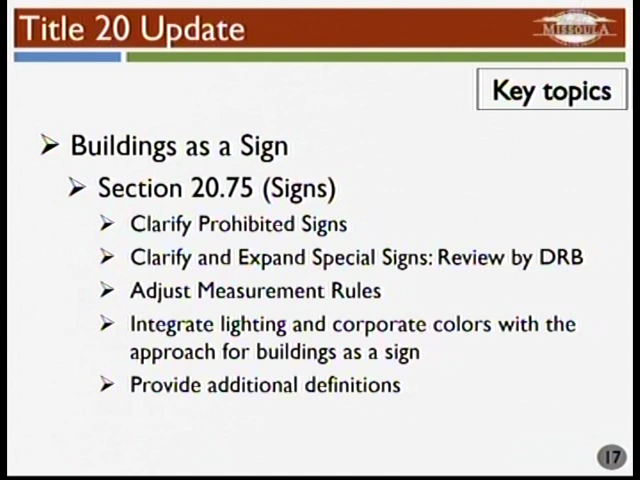 Title 20 Update
MISSOULA
Key topics
Buildings as a Sign
Section 20.75 (Signs)
Clarify Prohibited Signs
Clarify and Expand Special Signs: Review by DRB
Adjust Measurement Rules
Integrate lighting and corporate colors with the
approach for buildings as a sign
Provide additional definitions
17